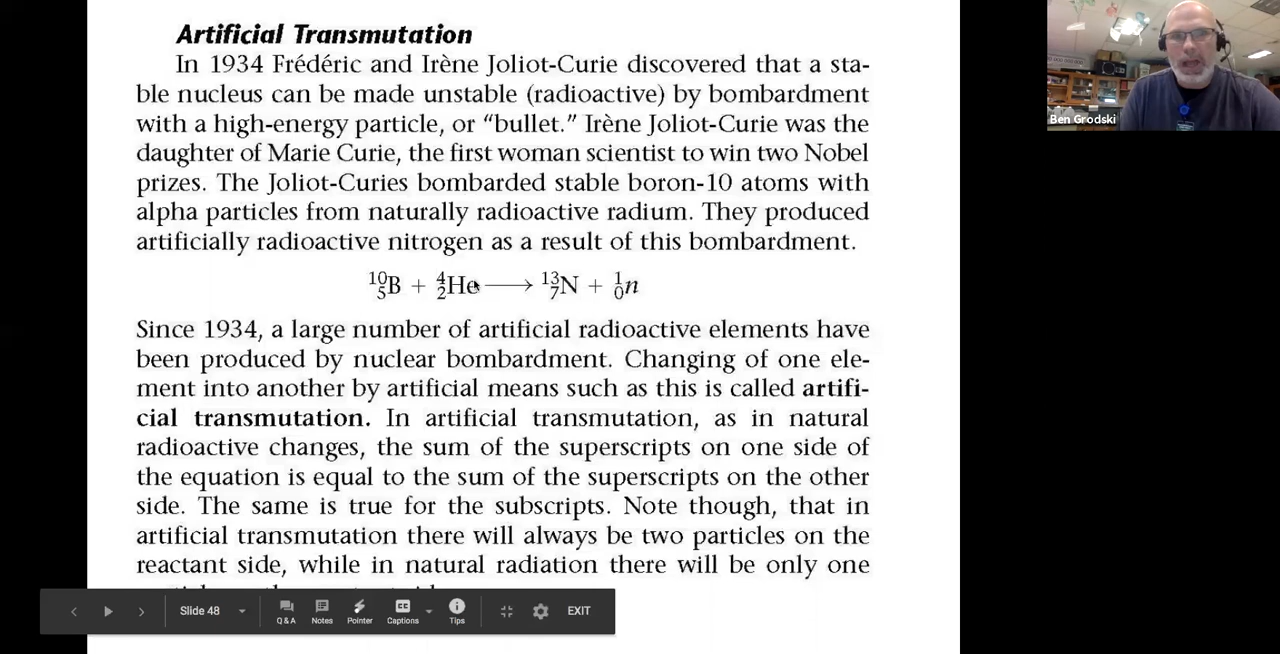 Artificial Transmutation
In 1934 Frédéric and Irène Joliot-Curie discovered that a sta-
ble nucleus can be made unstable (radioactive) by bombardment
with a high-energy particle, or “bullet.” Irène Joliot-Curie was the
daughter of Marie Curie, the first woman scientist to win two Nobel
prizes. The Joliot-Curies bombarded stable boron-10 atoms with
alpha particles from naturally radioactive radium. They produced
artificially radioactive nitrogen as a result of this bombardment.
¹⁰₅B + ⁴₂He ⟶ ¹³₇N + ¹₀n
Since 1934, a large number of artificial radioactive elements have
been produced by nuclear bombardment. Changing of one ele-
ment into another by artificial means such as this is called artifi-
cial transmutation. In artificial transmutation, as in natural
radioactive changes, the sum of the superscripts on one side of
the equation is equal to the sum of the superscripts on the other
side. The same is true for the subscripts. Note though, that in
artificial transmutation there will always be two particles on the
reactant side, while in natural radiation there will be only one
Ben Grodski
Slide 48 Q & A Notes Pointer CC Captions Tips EXIT